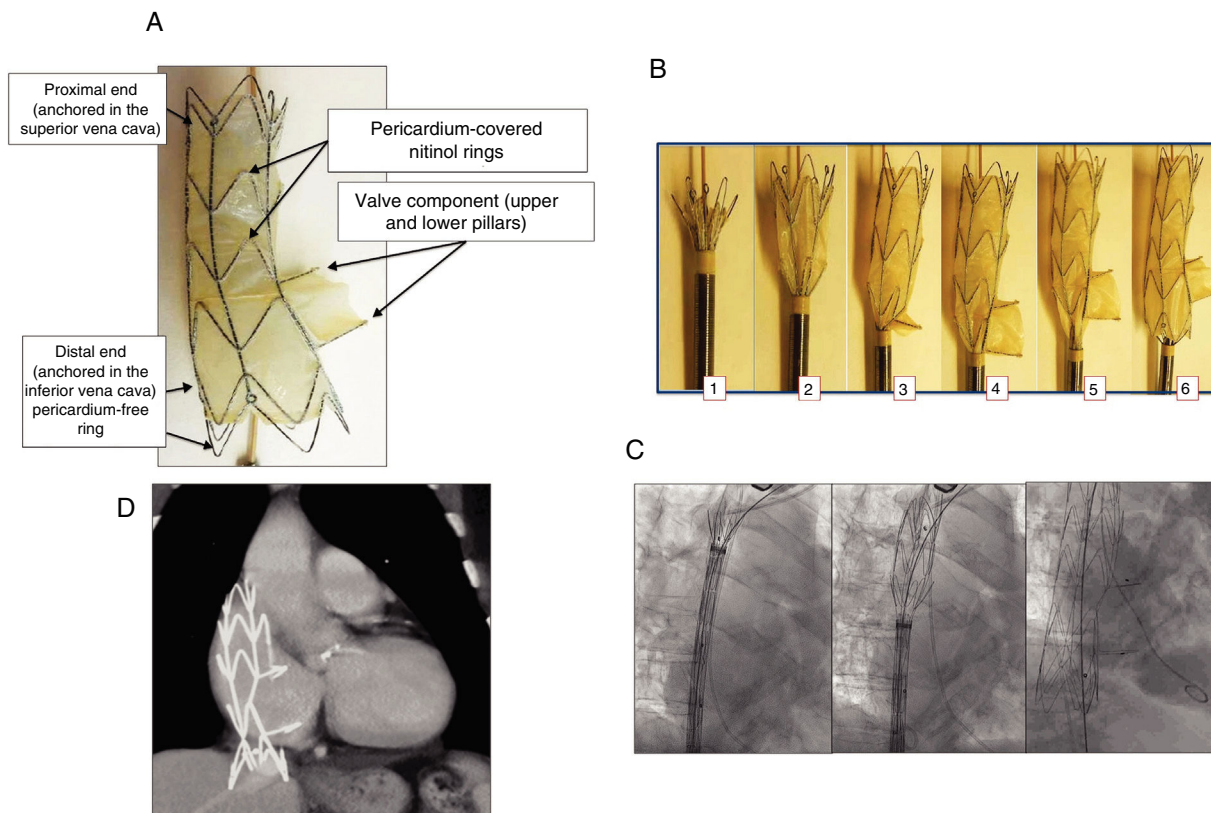 A
Proximal end
(anchored in the
superior vena cava)
Pericardium-covered
nitinol rings
Valve component (upper
and lower pillars)
Distal end
(anchored in the
inferior vena cava)
pericardium-free
ring
B
1
2
3
4
5
6
C
D